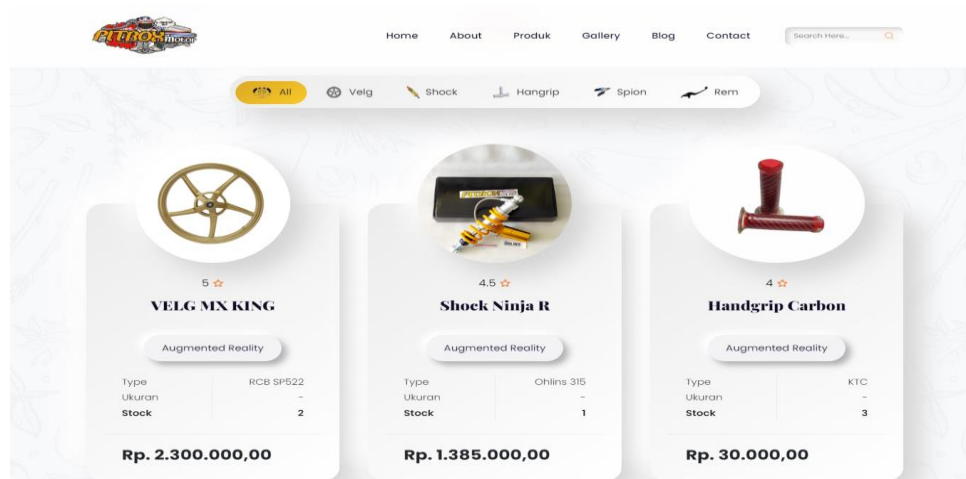 PITBOX MOTOR
Home About Produk Gallery Blog Contact Search Here...
All Velg Shock Hangrip Spion Rem
5
VELG MX KING
Augmented Reality
Type RCB SP522
Ukuran -
Stock 2
Rp. 2.300.000,00
4.5
Shock Ninja R
Augmented Reality
Type Ohlins 315
Ukuran -
Stock 1
Rp. 1.385.000,00
4
Handgrip Carbon
Augmented Reality
Type KTC
Ukuran -
Stock 3
Rp. 30.000,00